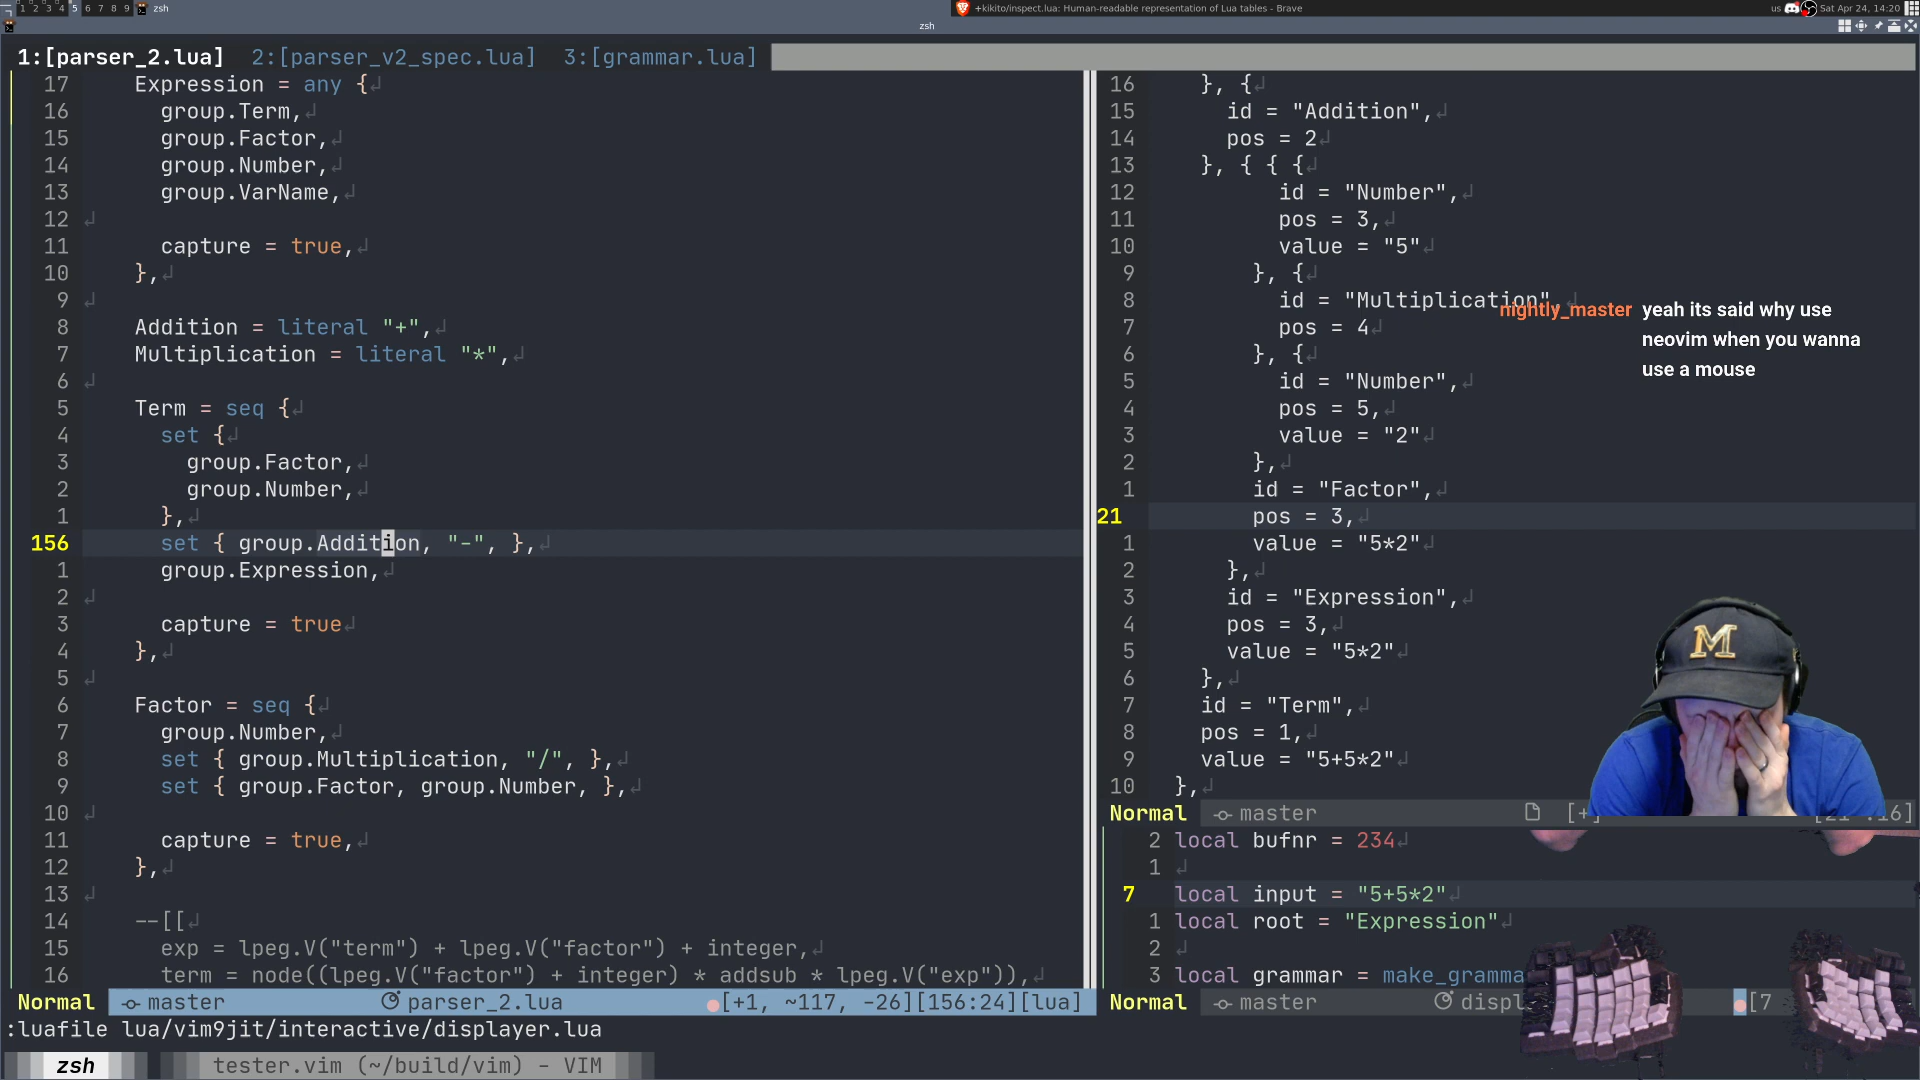 1 2 3 4 5 6 7 8 9 zsh
+kikito/inspect.lua: Human-readable representation of Lua tables - Brave
us Sat Apr 24, 14:20
zsh
1:[parser_2.lua] 2:[parser_v2_spec.lua] 3:[grammar.lua]
17 Expression = any {
16 group.Term,
15 group.Factor,
14 group.Number,
13 group.VarName,
12
11 capture = true,
10 },
9
8 Addition = literal "+",
7 Multiplication = literal "*",
6
5 Term = seq {
4 set {
3 group.Factor,
2 group.Number,
1 },
156 set { group.Addition, "-", },
1 group.Expression,
2
3 capture = true
4 },
5
6 Factor = seq {
7 group.Number,
8 set { group.Multiplication, "/", },
9 set { group.Factor, group.Number, },
10
11 capture = true,
12 },
13
14 --[[
15 exp = lpeg.V("term") + lpeg.V("factor") + integer,
16 term = node((lpeg.V("factor") + integer) * addsub * lpeg.V("exp")),
Normal master parser_2.lua [+1, ~117, -26][156:24][lua]
16 }, {
15 id = "Addition",
14 pos = 2
13 }, { { {
12 id = "Number",
11 pos = 3,
10 value = "5"
9 }, {
8 id = "Multiplication",
7 pos = 4
6 }, {
5 id = "Number",
4 pos = 5,
3 value = "2"
2 },
1 id = "Factor",
21 pos = 3,
1 value = "5*2"
2 },
3 id = "Expression",
4 pos = 3,
5 value = "5*2"
6 },
7 id = "Term",
8 pos = 1,
9 value = "5+5*2"
10 },
nightly_master yeah its said why use
neovim when you wanna
use a mouse
M
Normal master [+] 16]
2 local bufnr = 234
1
7 local input = "5+5*2"
1 local root = "Expression"
2
3 local grammar = make_gramma
Normal master displ [7
:luafile lua/vim9jit/interactive/displayer.lua
zsh tester.vim (~/build/vim) - VIM